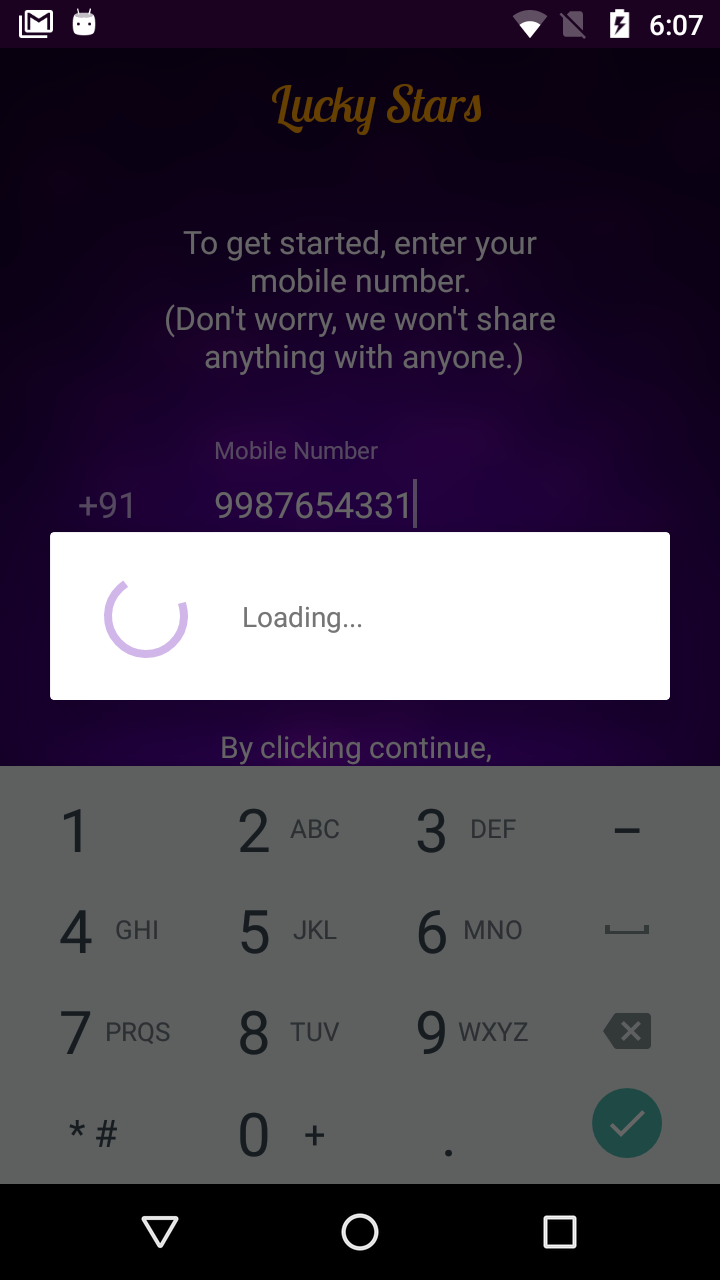 6:07
Lucky Stars
To get started, enter your
mobile number.
(Don't worry, we won't share
anything with anyone.)
Mobile Number
+91 9987654331
Loading...
By clicking continue,
1 2 ABC 3 DEF –
4 GHI 5 JKL 6 MNO
7 PRQS 8 TUV 9 WXYZ
* # 0 + .